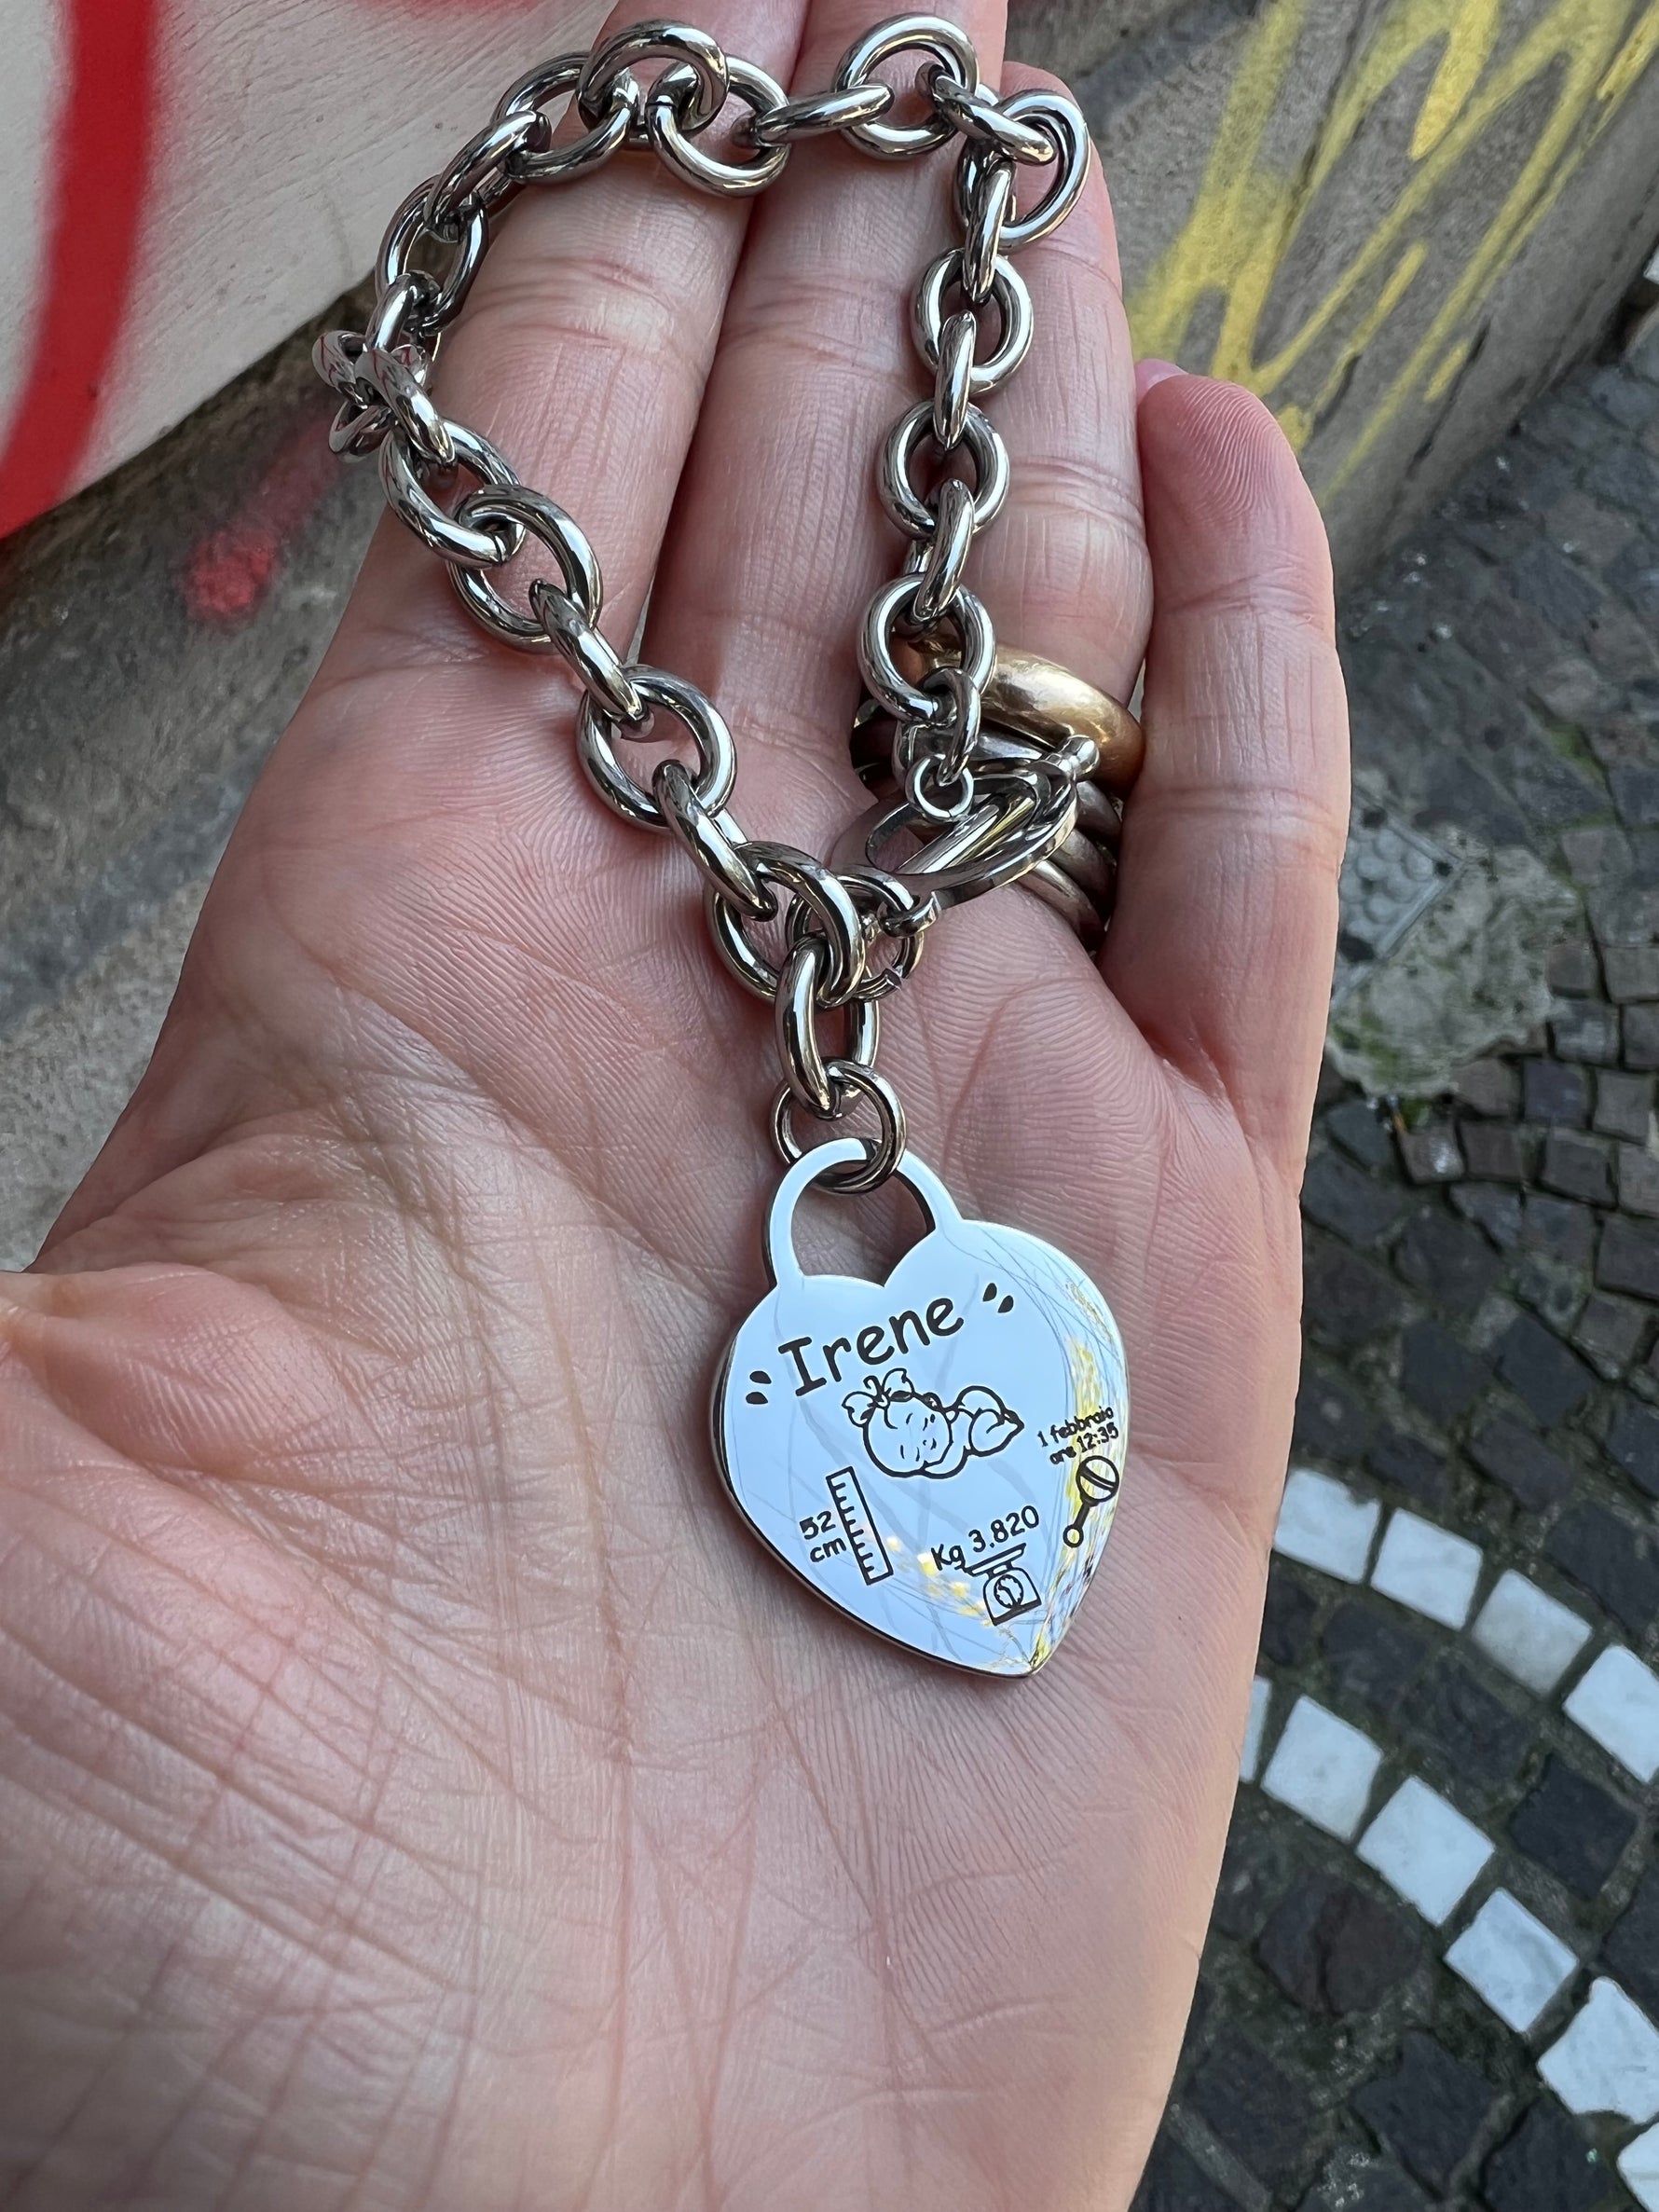 Irene
1 febbraio
ore 12:35
52
cm
Kg 3.820